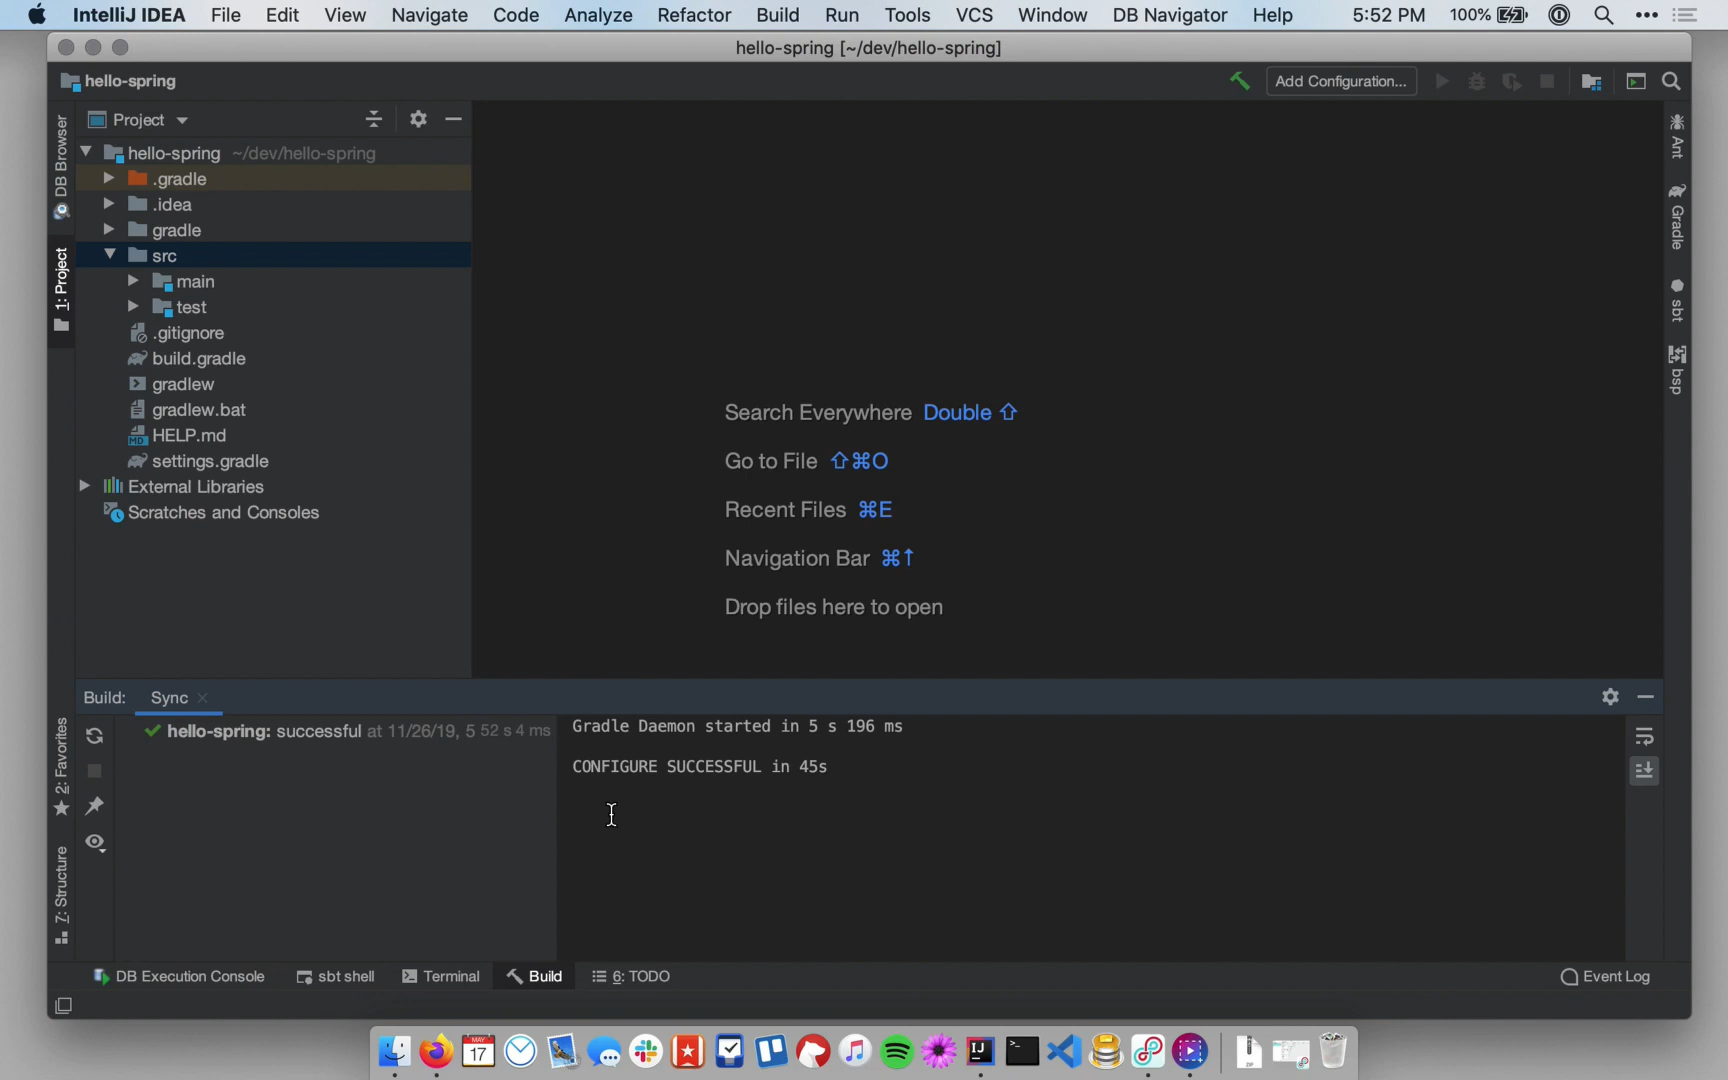 IntelliJ IDEA File Edit View Navigate Code Analyze Refactor Build Run Tools VCS Window DB Navigator Help 5:52 PM 100%
hello-spring [~/dev/hello-spring]
hello-spring Add Configuration...
Project
DB Browser
1: Project
2: Favorites
7: Structure
hello-spring ~/dev/hello-spring
.gradle
.idea
gradle
src
main
test
.gitignore
build.gradle
gradlew
gradlew.bat
MD HELP.md
settings.gradle
External Libraries
Scratches and Consoles
Search Everywhere Double ⇧
Go to File ⇧⌘O
Recent Files ⌘E
Navigation Bar ⌘↑
Drop files here to open
Ant
Gradle
sbt
bsp
Build: Sync
hello-spring: successful at 11/26/19, 5 52 s 4 ms
Gradle Daemon started in 5 s 196 ms
CONFIGURE SUCCESSFUL in 45s
DB Execution Console sbt shell Terminal Build 6: TODO Event Log
MAY
17
IJ
ZIP